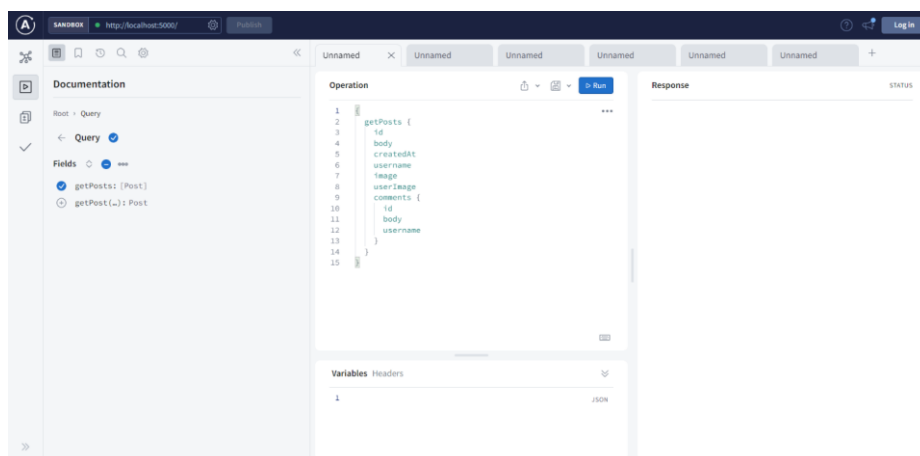 SANDBOX http://localhost:5000/ Publish Log in
Documentation
Root Query
Query
Fields
getPosts: [Post]
getPost(…): Post
Unnamed Unnamed Unnamed Unnamed Unnamed Unnamed
Operation Run
1 {
2 getPosts {
3 id
4 body
5 createdAt
6 username
7 image
8 userImage
9 comments {
10 id
11 body
12 username
13 }
14 }
15 }
Variables Headers
1 JSON
Response STATUS